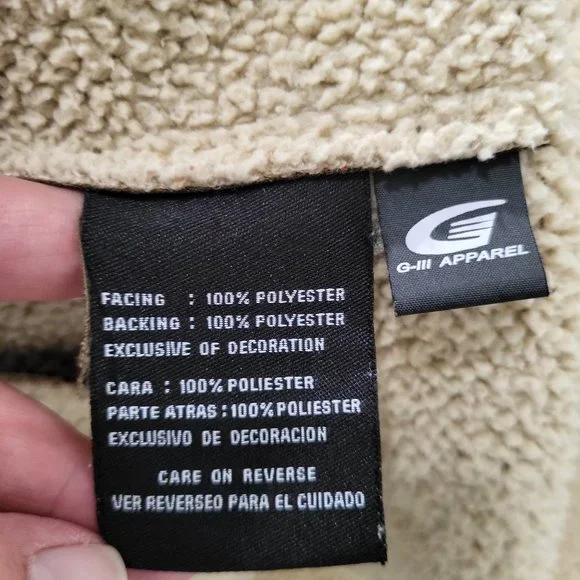 FACING : 100% POLYESTER
BACKING : 100% POLYESTER
EXCLUSIVE OF DECORATION
CARA : 100% POLIESTER
PARTE ATRAS : 100% POLIESTER
EXCLUSIVO DE DECORACION
CARE ON REVERSE
VER REVERSEO PARA EL CUIDADO
G-III APPAREL